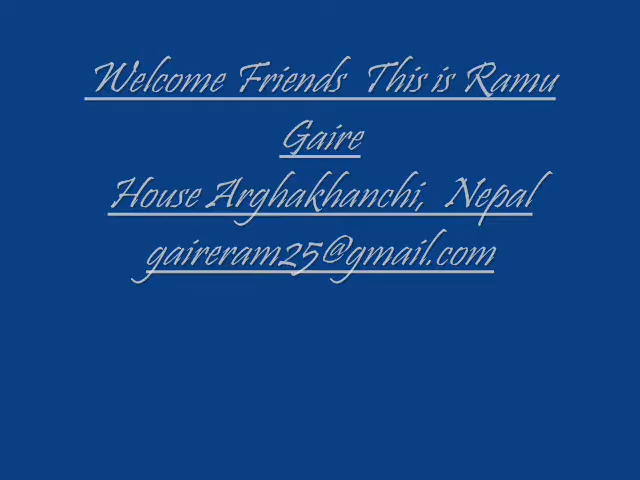 Welcome Friends This is Ramu
Gaire
House Arghakhanchi, Nepal
gaireram25@gmail.com